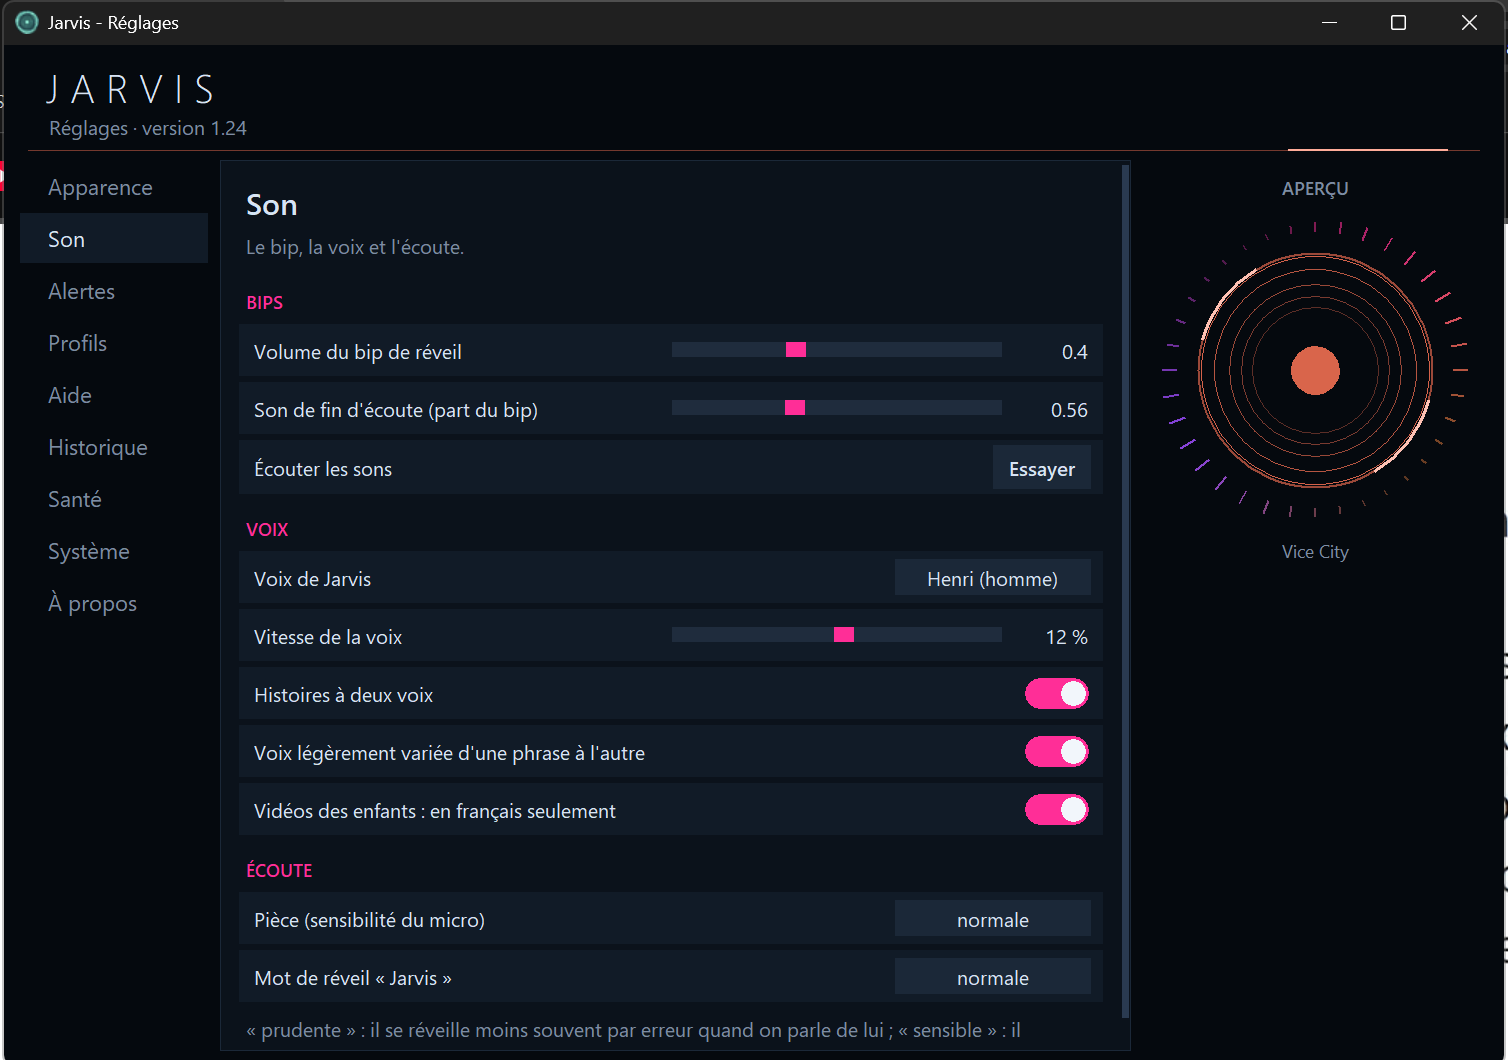 Jarvis - Réglages
JARVIS
Réglages · version 1.24
Apparence
Son
Alertes
Profils
Aide
Historique
Santé
Système
À propos
Son
Le bip, la voix et l'écoute.
BIPS
Volume du bip de réveil 0.4
Son de fin d'écoute (part du bip) 0.56
Écouter les sons Essayer
VOIX
Voix de Jarvis Henri (homme)
Vitesse de la voix 12 %
Histoires à deux voix
Voix légèrement variée d'une phrase à l'autre
Vidéos des enfants : en français seulement
ÉCOUTE
Pièce (sensibilité du micro) normale
Mot de réveil « Jarvis » normale
« prudente » : il se réveille moins souvent par erreur quand on parle de lui ; « sensible » : il
APERÇU
Vice City